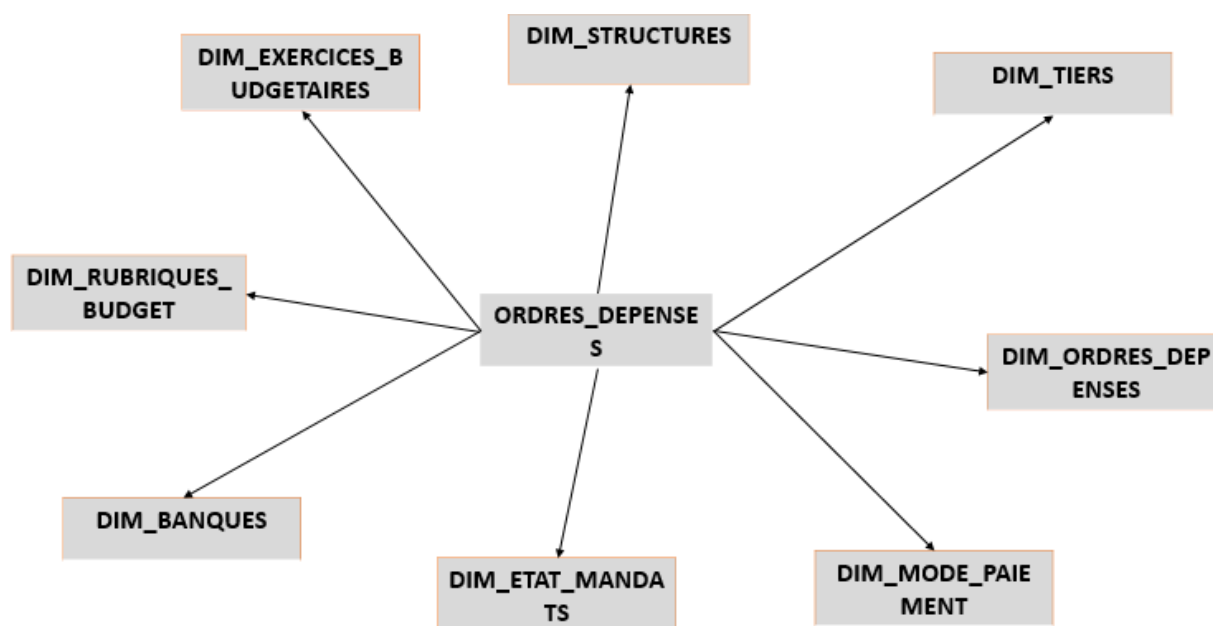 DIM_STRUCTURES
DIM_EXERCICES_B
UDGETAIRES
DIM_TIERS
DIM_RUBRIQUES_
BUDGET
ORDRES_DEPENSE
S
DIM_ORDRES_DEP
ENSES
DIM_BANQUES
DIM_ETAT_MANDA
TS
DIM_MODE_PAIE
MENT